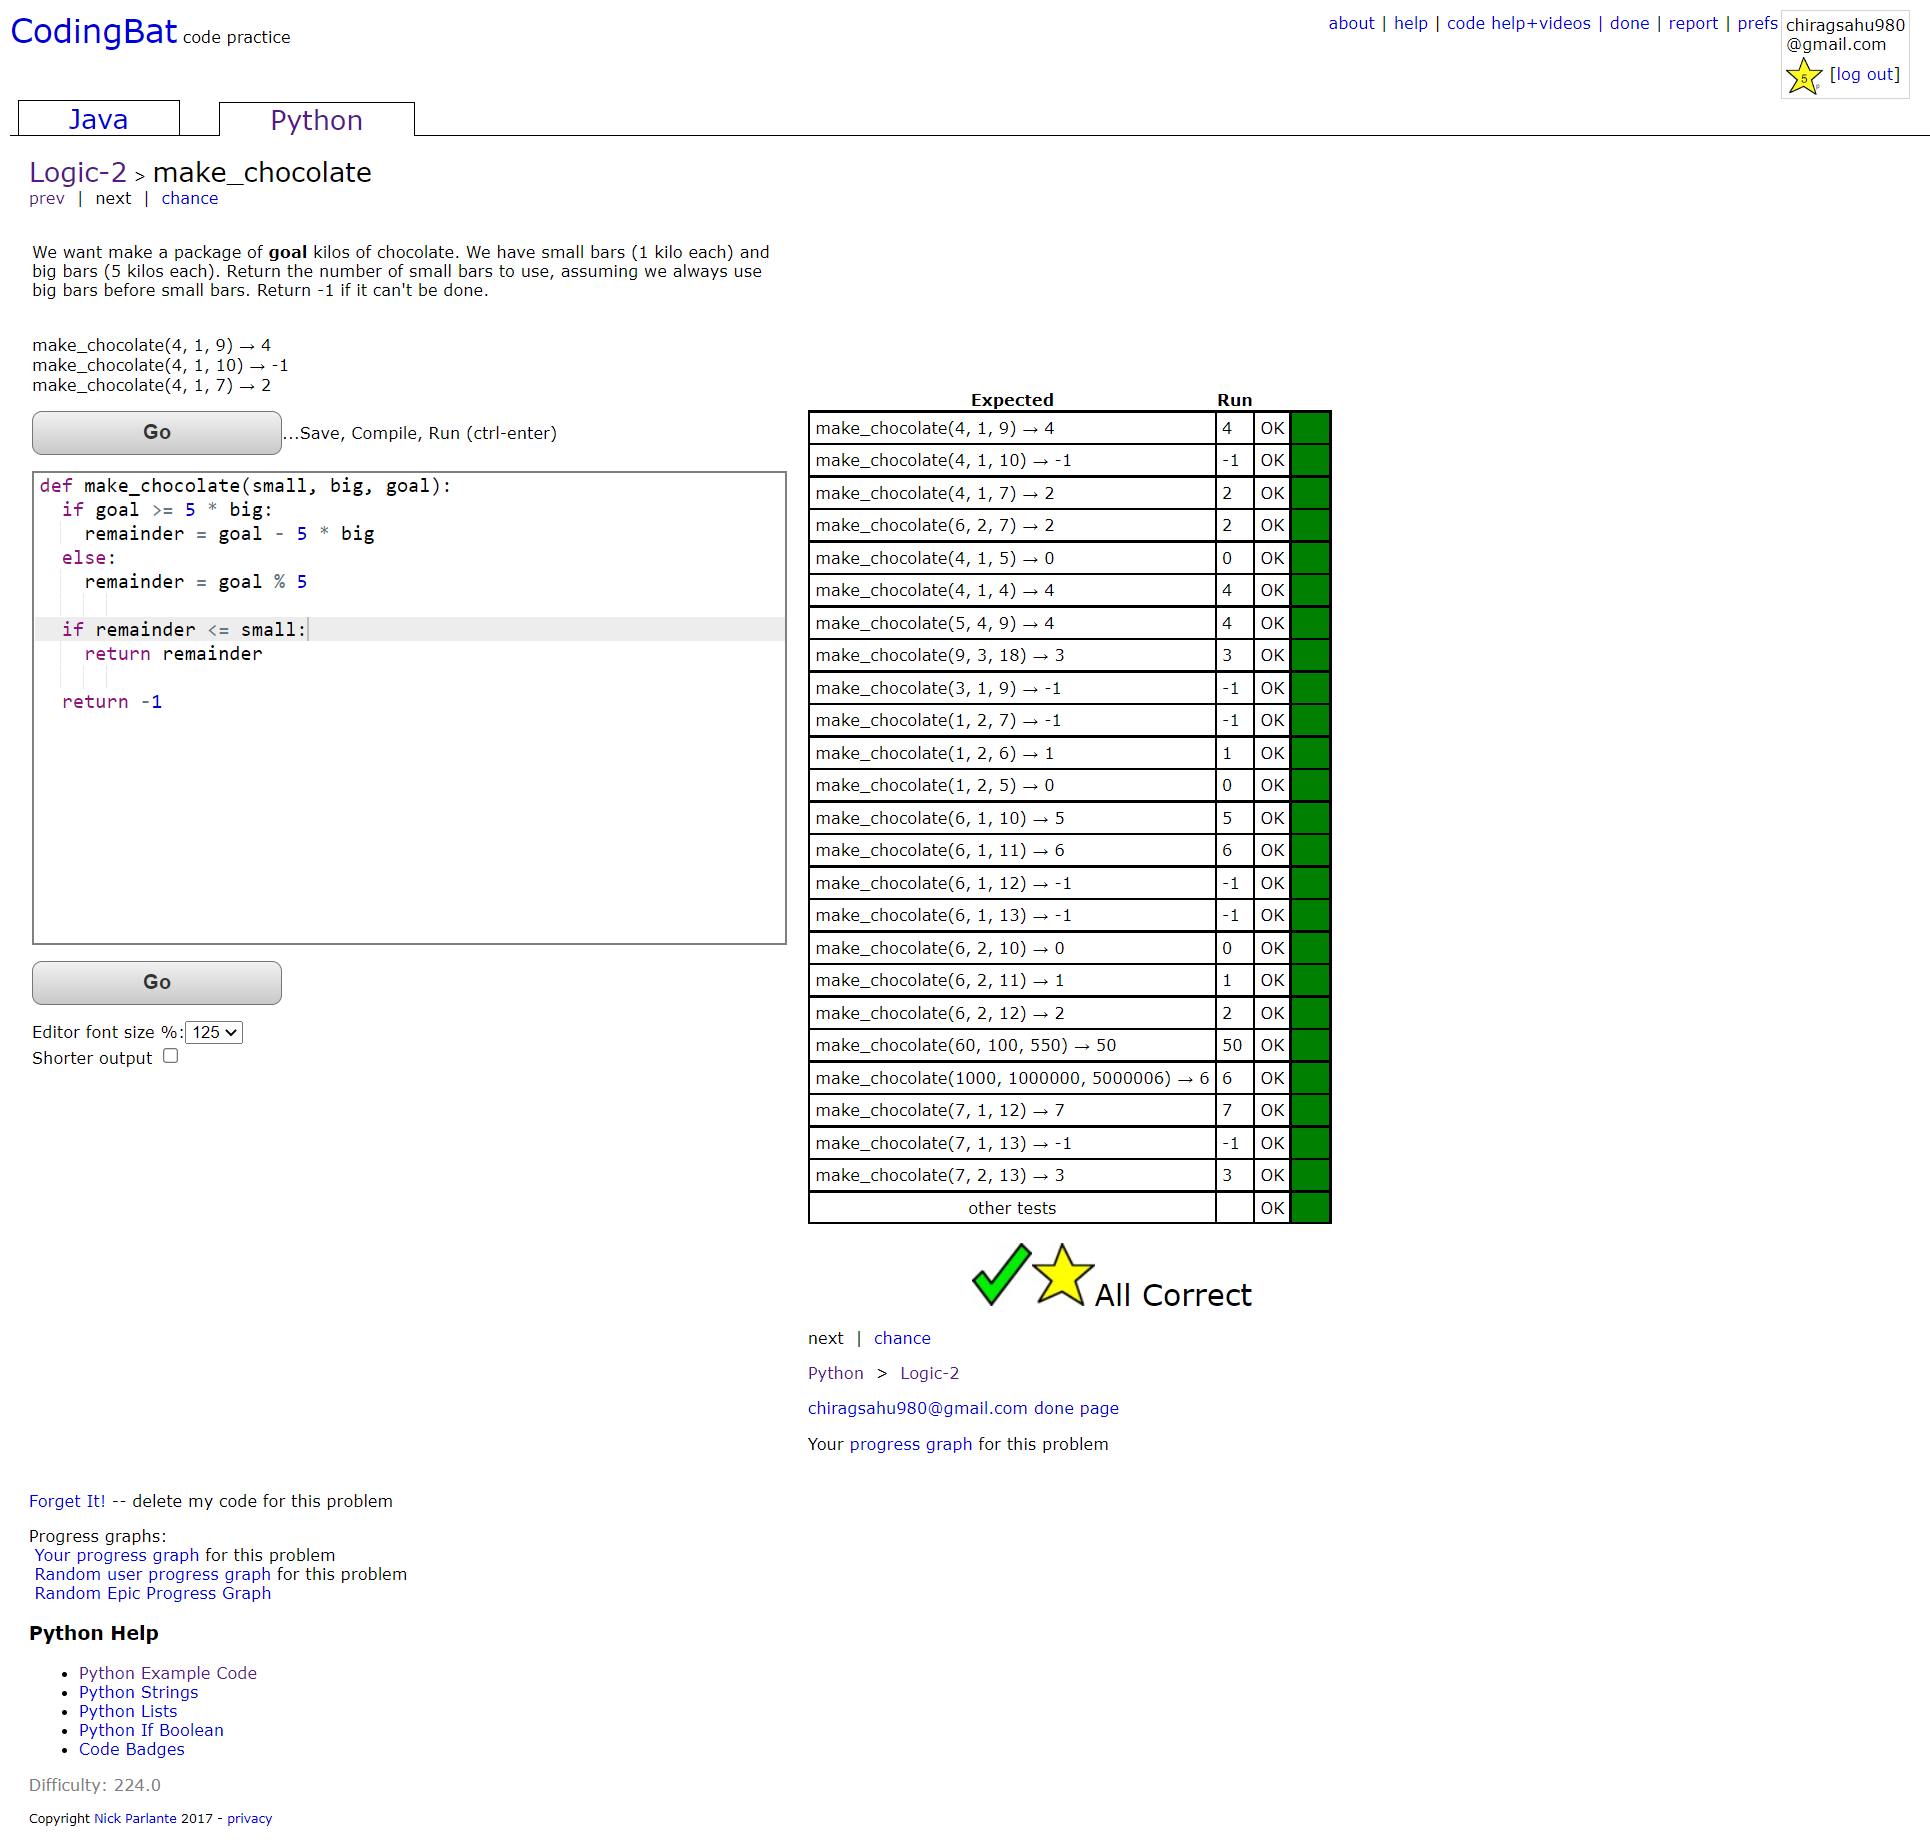 CodingBat code practice
about | help | code help+videos | done | report | prefs
chiragsahu980
@gmail.com
5 p [log out]
Java
Python
Logic-2 > make_chocolate
prev | next | chance
We want make a package of goal kilos of chocolate. We have small bars (1 kilo each) and
big bars (5 kilos each). Return the number of small bars to use, assuming we always use
big bars before small bars. Return -1 if it can't be done.
make_chocolate(4, 1, 9) → 4
make_chocolate(4, 1, 10) → -1
make_chocolate(4, 1, 7) → 2
Go ...Save, Compile, Run (ctrl-enter)
def make_chocolate(small, big, goal):
  if goal >= 5 * big:
    remainder = goal - 5 * big
  else:
    remainder = goal % 5
  if remainder <= small:
    return remainder
  return -1
Go
Editor font size %: 125
Shorter output
Expected Run
make_chocolate(4, 1, 9) → 4 4 OK
make_chocolate(4, 1, 10) → -1 -1 OK
make_chocolate(4, 1, 7) → 2 2 OK
make_chocolate(6, 2, 7) → 2 2 OK
make_chocolate(4, 1, 5) → 0 0 OK
make_chocolate(4, 1, 4) → 4 4 OK
make_chocolate(5, 4, 9) → 4 4 OK
make_chocolate(9, 3, 18) → 3 3 OK
make_chocolate(3, 1, 9) → -1 -1 OK
make_chocolate(1, 2, 7) → -1 -1 OK
make_chocolate(1, 2, 6) → 1 1 OK
make_chocolate(1, 2, 5) → 0 0 OK
make_chocolate(6, 1, 10) → 5 5 OK
make_chocolate(6, 1, 11) → 6 6 OK
make_chocolate(6, 1, 12) → -1 -1 OK
make_chocolate(6, 1, 13) → -1 -1 OK
make_chocolate(6, 2, 10) → 0 0 OK
make_chocolate(6, 2, 11) → 1 1 OK
make_chocolate(6, 2, 12) → 2 2 OK
make_chocolate(60, 100, 550) → 50 50 OK
make_chocolate(1000, 1000000, 5000006) → 6 6 OK
make_chocolate(7, 1, 12) → 7 7 OK
make_chocolate(7, 1, 13) → -1 -1 OK
make_chocolate(7, 2, 13) → 3 3 OK
other tests OK
All Correct
next | chance
Python > Logic-2
chiragsahu980@gmail.com done page
Your progress graph for this problem
Forget It! -- delete my code for this problem
Progress graphs:
Your progress graph for this problem
Random user progress graph for this problem
Random Epic Progress Graph
Python Help
• Python Example Code
• Python Strings
• Python Lists
• Python If Boolean
• Code Badges
Difficulty: 224.0
Copyright Nick Parlante 2017 - privacy